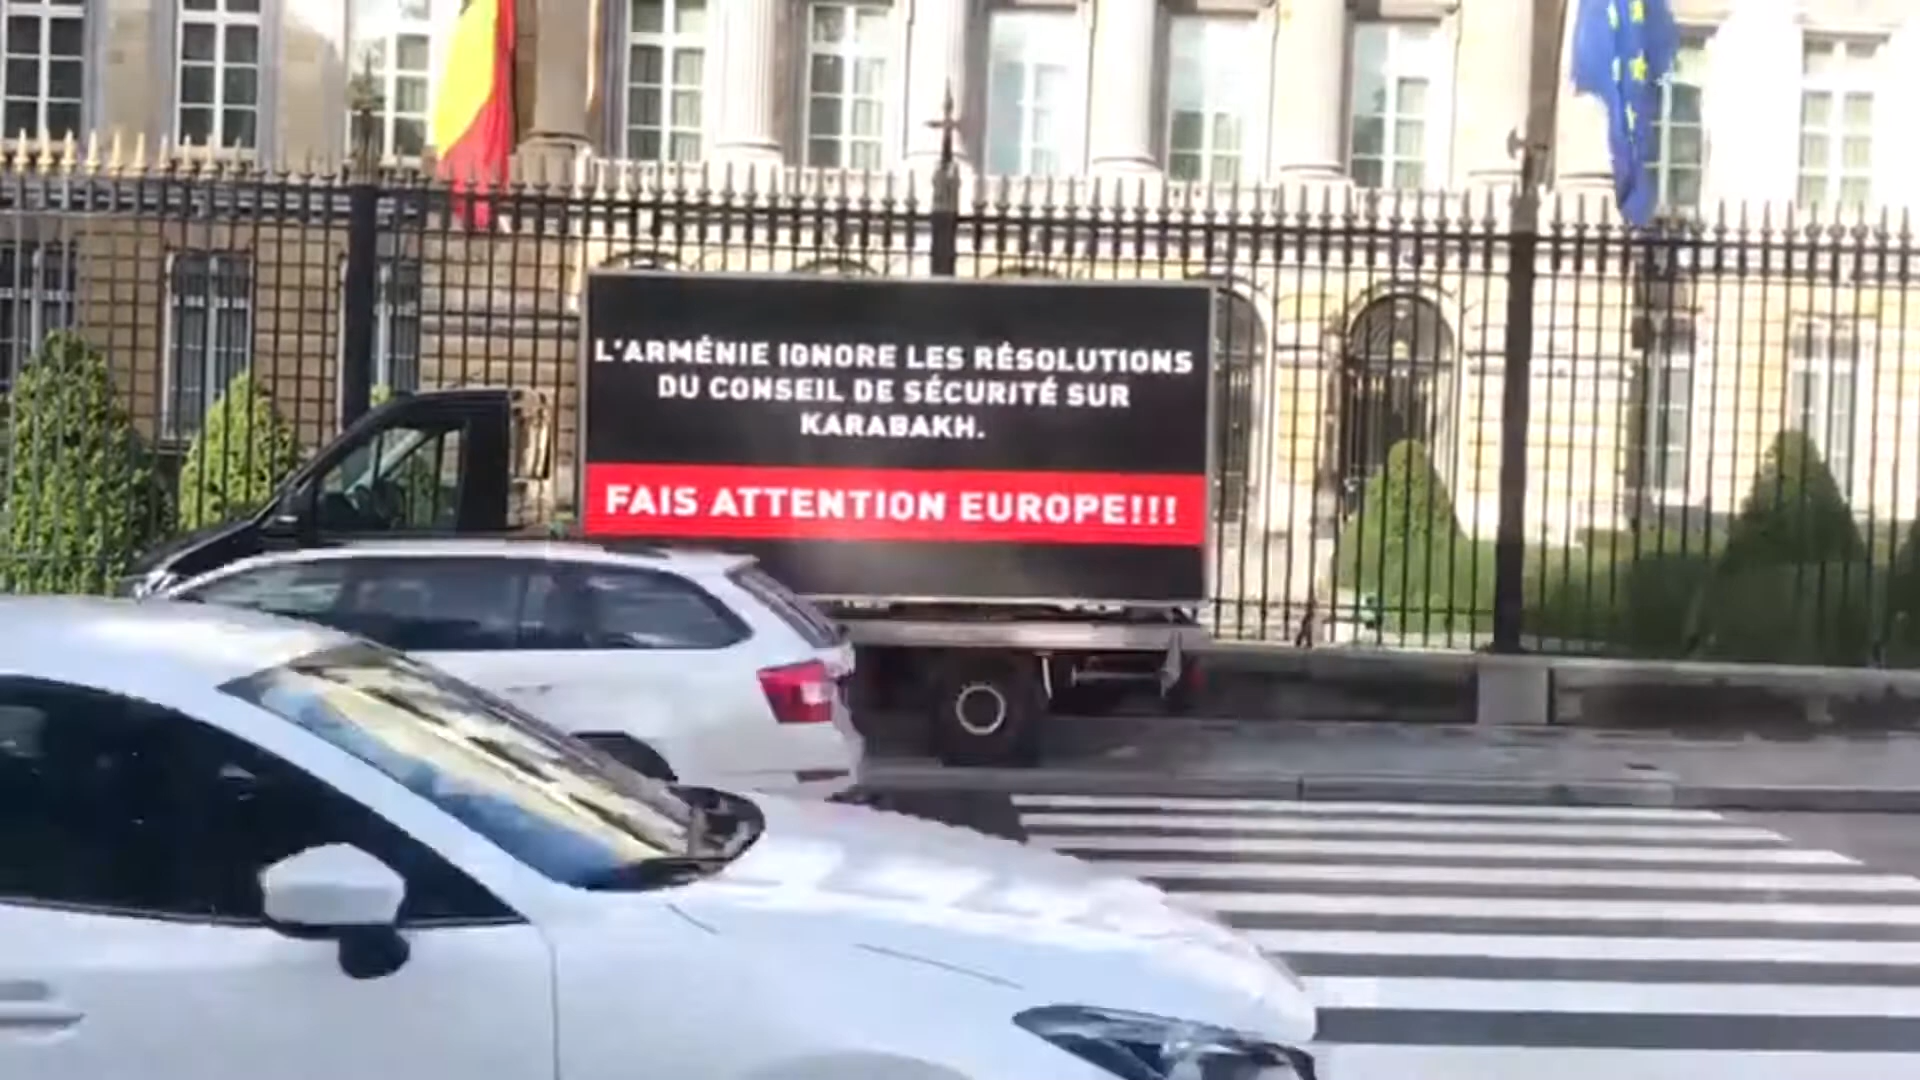 L'ARMÉNIE IGNORE LES RÉSOLUTIONS
DU CONSEIL DE SÉCURITÉ SUR
KARABAKH.
FAIS ATTENTION EUROPE!!!